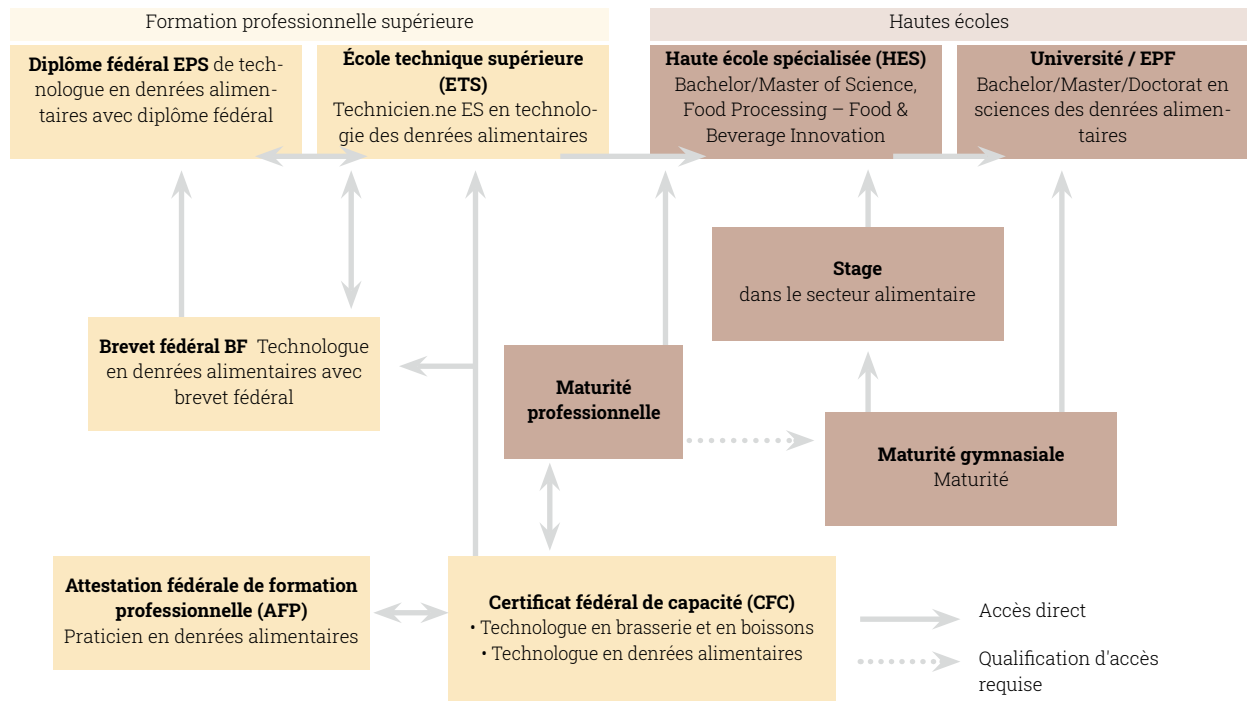 Formation professionnelle supérieure
Hautes écoles
Diplôme fédéral EPS de tech-
nologue en denrées alimen-
taires avec diplôme fédéral
École technique supérieure
(ETS)
Technicien.ne ES en technolo-
gie des denrées alimentaires
Haute école spécialisée (HES)
Bachelor/Master of Science,
Food Processing – Food &
Beverage Innovation
Université / EPF
Bachelor/Master/Doctorat en
sciences des denrées alimen-
taires
Stage
dans le secteur alimentaire
Brevet fédéral BF Technologue
en denrées alimentaires avec
brevet fédéral
Maturité
professionnelle
Maturité gymnasiale
Maturité
Attestation fédérale de formation
professionnelle (AFP)
Praticien en denrées alimentaires
Certificat fédéral de capacité (CFC)
• Technologue en brasserie et en boissons
• Technologue en denrées alimentaires
Accès direct
Qualification d'accès
requise